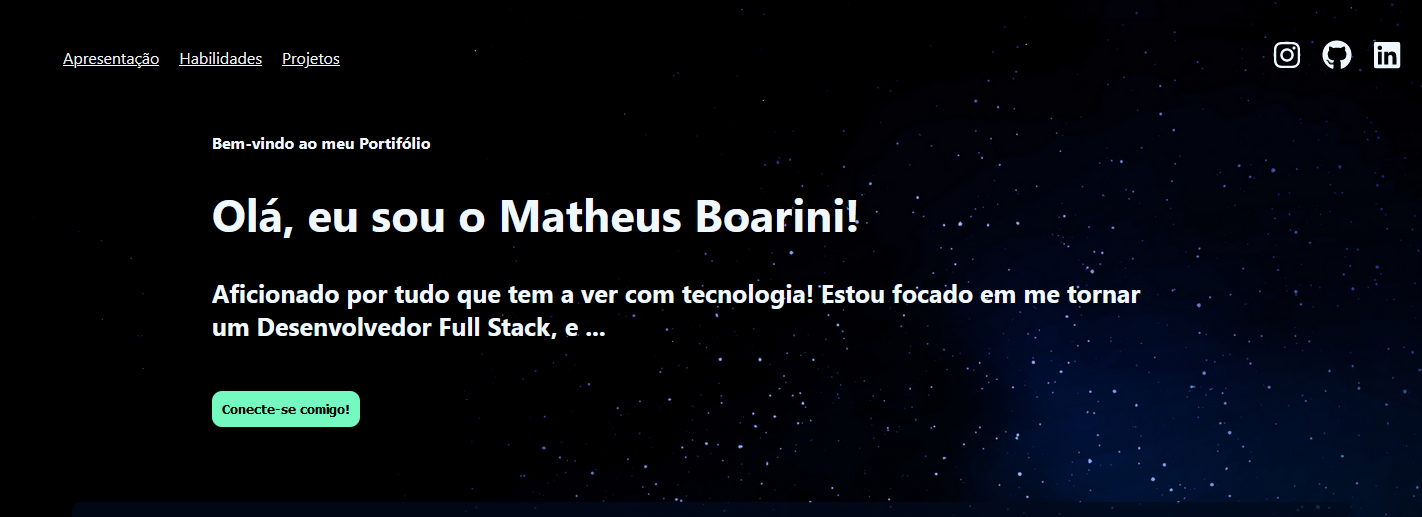 Apresentação Habilidades Projetos
Bem-vindo ao meu Portifólio
Olá, eu sou o Matheus Boarini!
Aficionado por tudo que tem a ver com tecnologia! Estou focado em me tornar
um Desenvolvedor Full Stack, e ...
Conecte-se comigo!